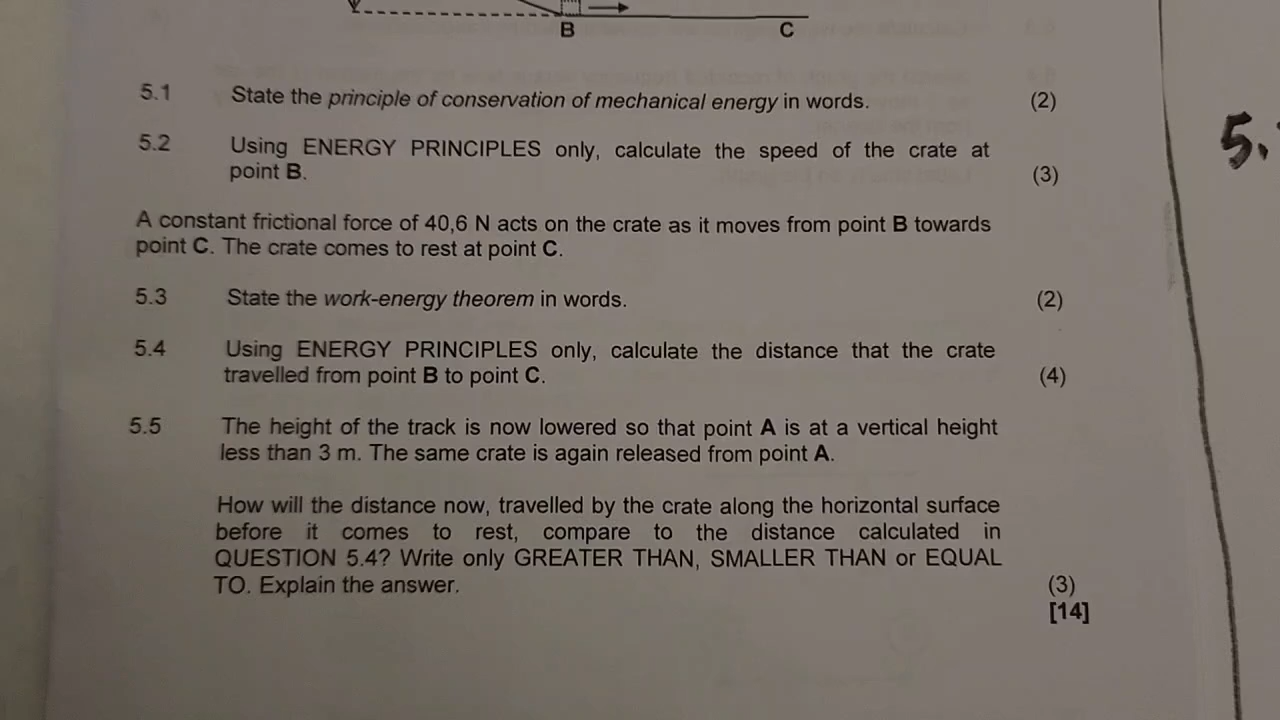 B C
5.1 State the principle of conservation of mechanical energy in words. (2)
5.2 Using ENERGY PRINCIPLES only, calculate the speed of the crate at
point B. (3)
A constant frictional force of 40,6 N acts on the crate as it moves from point B towards
point C. The crate comes to rest at point C.
5.3 State the work-energy theorem in words. (2)
5.4 Using ENERGY PRINCIPLES only, calculate the distance that the crate
travelled from point B to point C. (4)
5.5 The height of the track is now lowered so that point A is at a vertical height
less than 3 m. The same crate is again released from point A.
How will the distance now, travelled by the crate along the horizontal surface
before it comes to rest, compare to the distance calculated in
QUESTION 5.4? Write only GREATER THAN, SMALLER THAN or EQUAL
TO. Explain the answer. (3)
[14]
5.